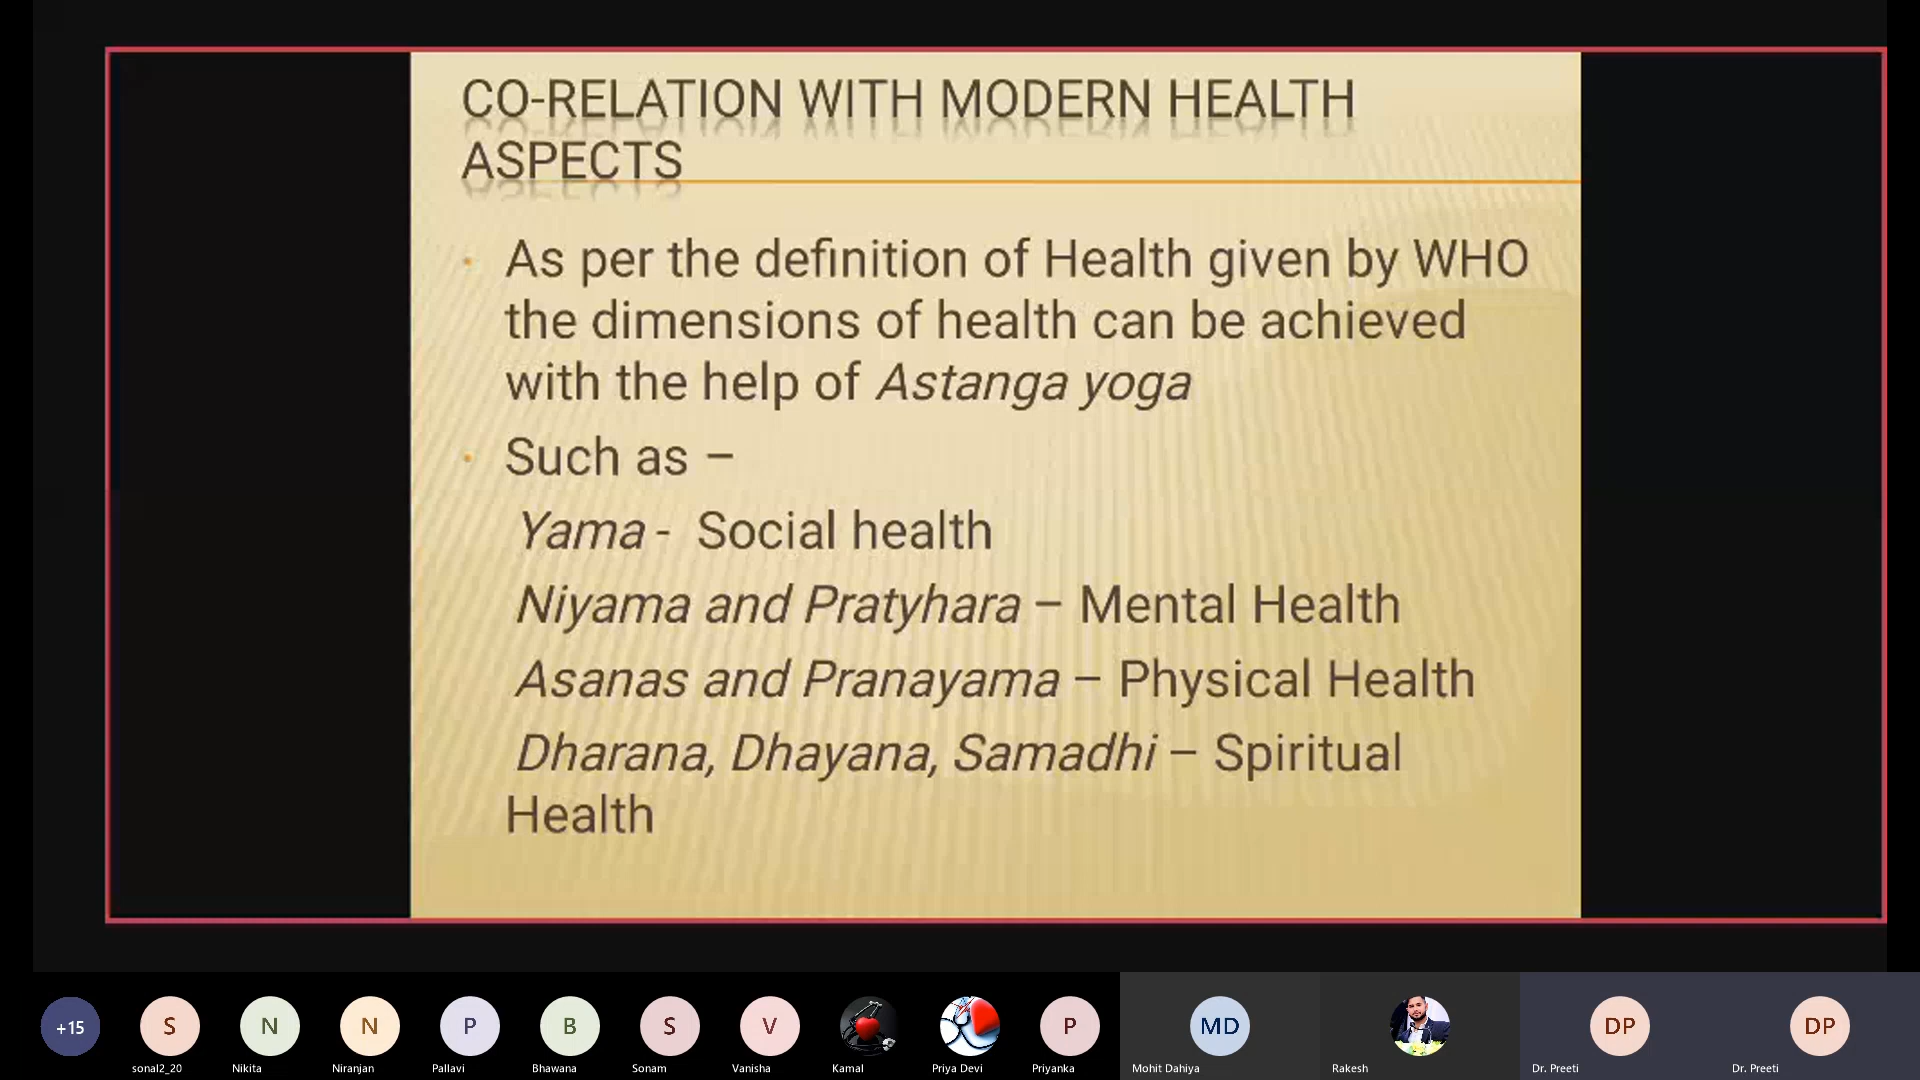 CO-RELATION WITH MODERN HEALTH
ASPECTS
As per the definition of Health given by WHO
the dimensions of health can be achieved
with the help of Astanga yoga
Such as –
Yama - Social health
Niyama and Pratyhara – Mental Health
Asanas and Pranayama – Physical Health
Dharana, Dhayana, Samadhi – Spiritual
Health
+15
S
N
N
P
B
S
V
P
MD
DP
DP
sonal2_20
Nikita
Niranjan
Pallavi
Bhawana
Sonam
Vanisha
Kamal
Priya Devi
Priyanka
Mohit Dahiya
Rakesh
Dr. Preeti
Dr. Preeti